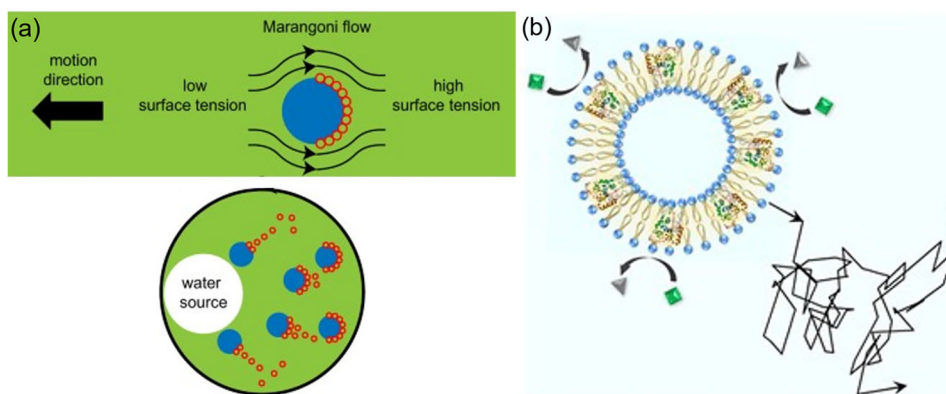 (a)
Marangoni flow
motion
direction
low
surface tension
high
surface tension
water
source
(b)